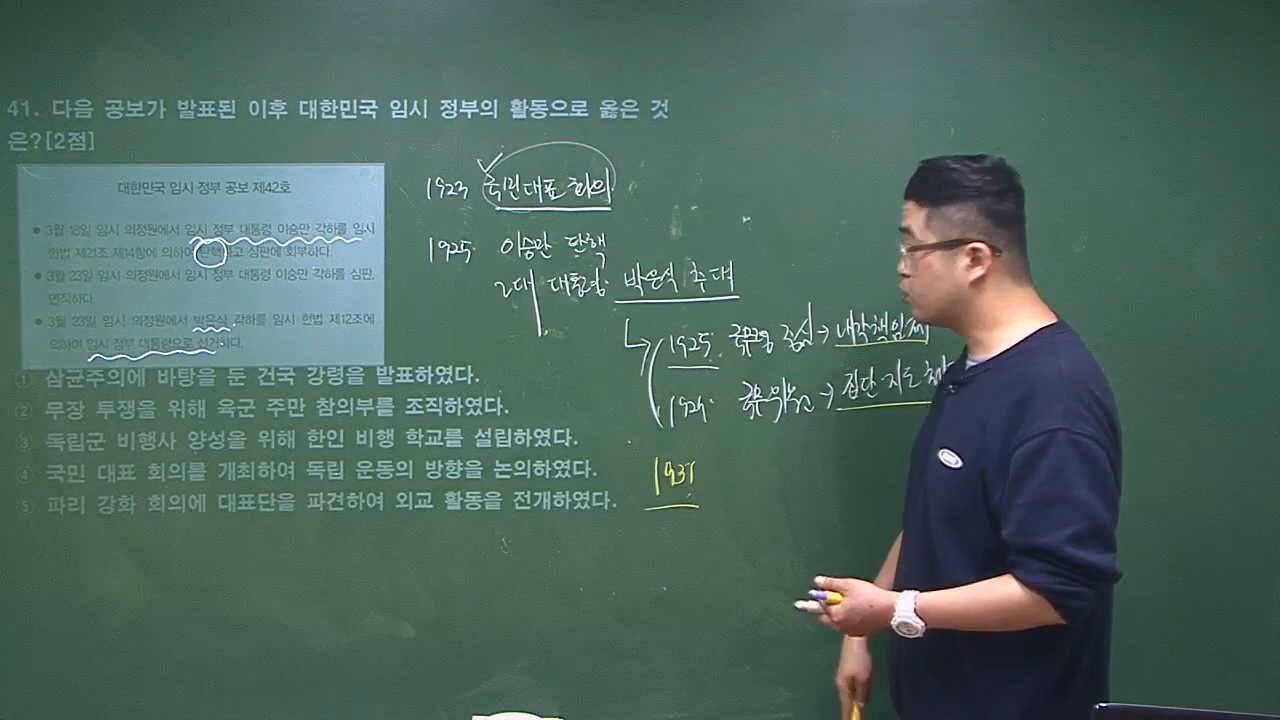 41. 다음 공보가 발표된 이후 대한민국 임시 정부의 활동으로 옳은 것
은?[2점]
대한민국 임시 정부 공보 제42호
● 3월 18일 임시 의정원에서 임시 정부 대통령 이승만 각하를 임시
헌법 제21조 제14항에 의하여 탄핵하고 심판에 회부하다.
● 3월 23일 임시 의정원에서 임시 정부 대통령 이승만 각하를 심판,
면직하다.
● 3월 23일 임시 의정원에서 박은식 각하를 임시 헌법 제12조에
의하여 임시 정부 대통령으로 선거하다.
① 삼균주의에 바탕을 둔 건국 강령을 발표하였다.
② 무장 투쟁을 위해 육군 주만 참의부를 조직하였다.
③ 독립군 비행사 양성을 위해 한인 비행 학교를 설립하였다.
④ 국민 대표 회의를 개최하여 독립 운동의 방향을 논의하였다.
⑤ 파리 강화 회의에 대표단을 파견하여 외교 활동을 전개하였다.
1923 국민대표 회의
1925. 이승만 탄핵
2대 대통령. 박은식 추대
1925. 국무령 중심 → 내각책임제
국무위원 → 집단 지도 체
1931